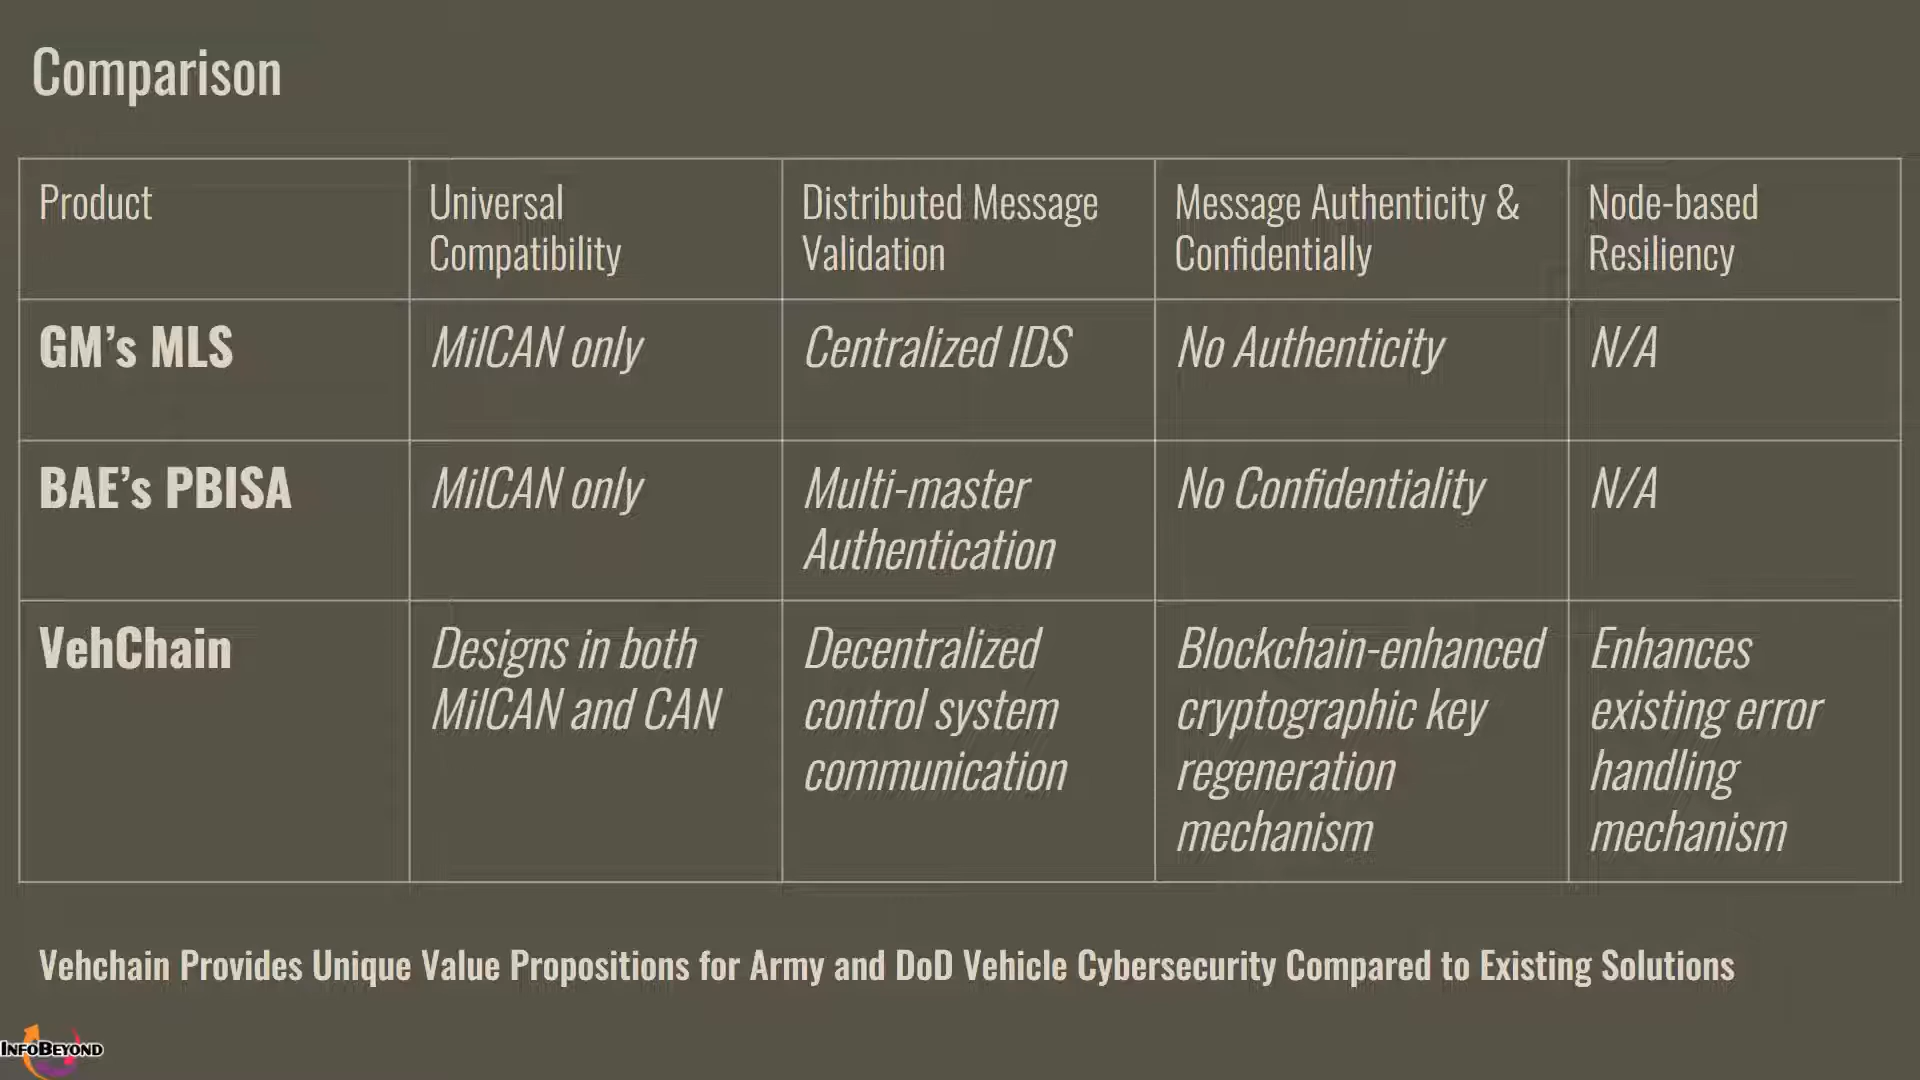 Comparison
Product
Universal
Compatibility
Distributed Message
Validation
Message Authenticity &
Confidentially
Node-based
Resiliency
GM's MLS
MilCAN only
Centralized IDS
No Authenticity
N/A
BAE's PBISA
MilCAN only
Multi-master
Authentication
No Confidentiality
N/A
VehChain
Designs in both
MilCAN and CAN
Decentralized
control system
communication
Blockchain-enhanced
cryptographic key
regeneration
mechanism
Enhances
existing error
handling
mechanism
Vehchain Provides Unique Value Propositions for Army and DoD Vehicle Cybersecurity Compared to Existing Solutions
INFOBEYOND